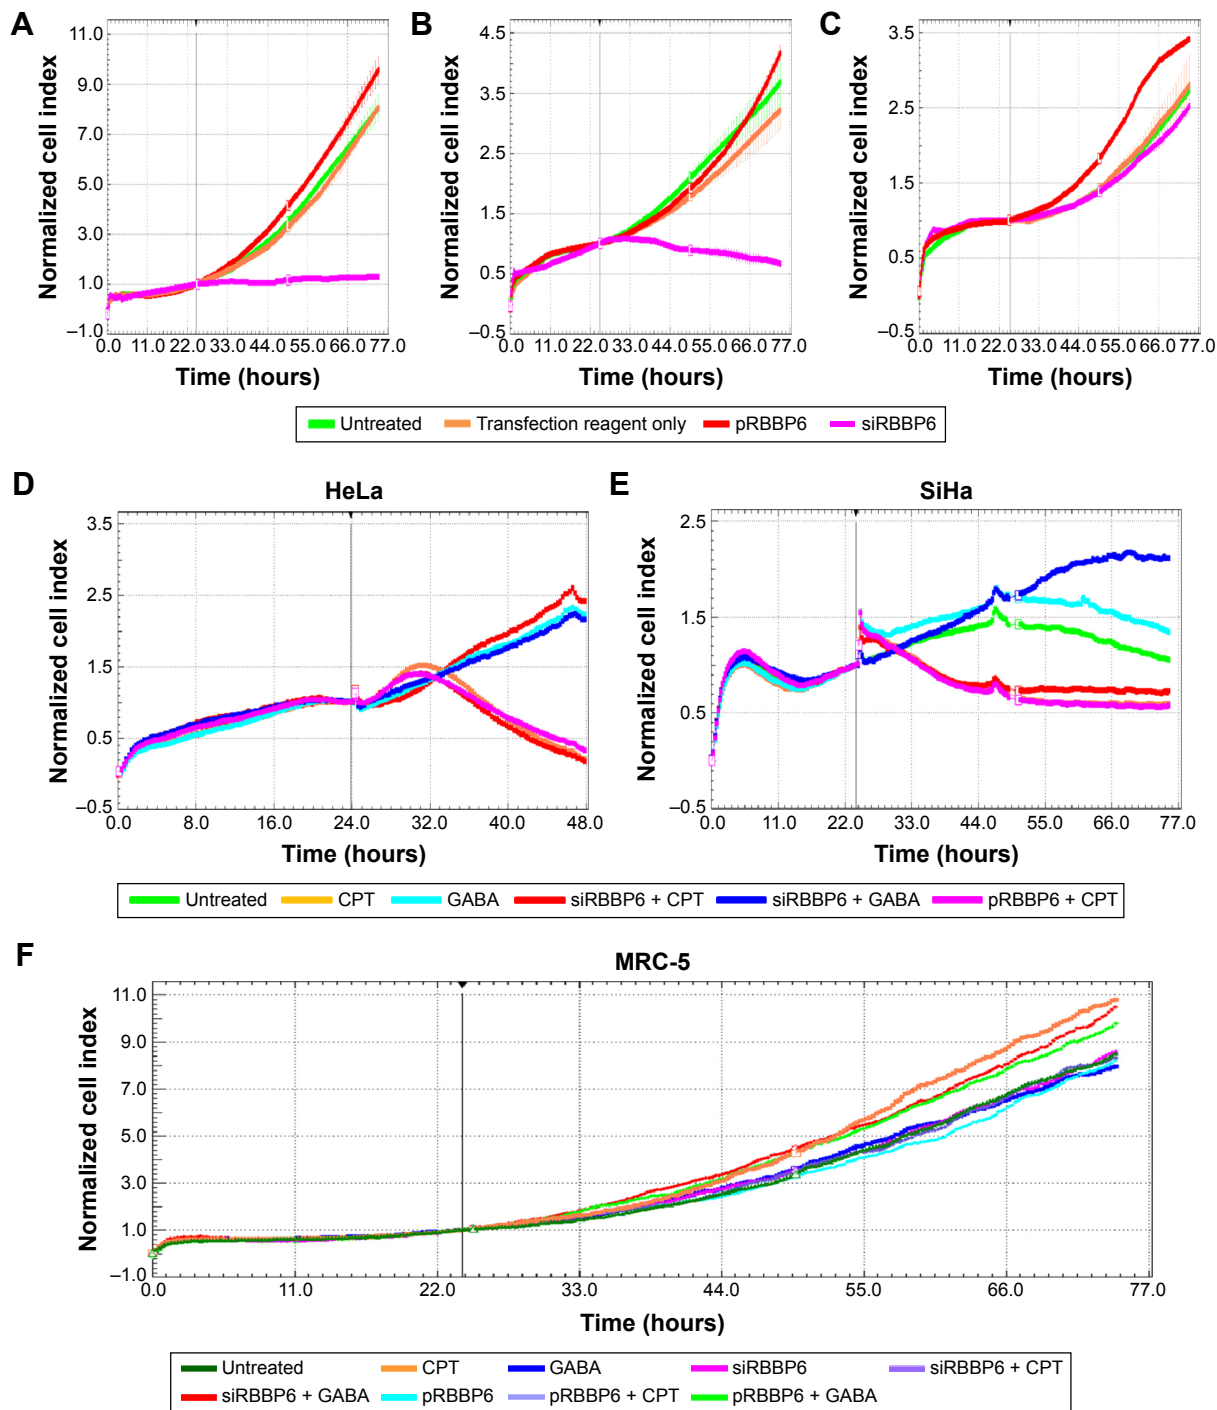 A
B
C
Normalized cell index
11.0
9.0
7.0
5.0
3.0
1.0
–1.0
0.0 11.0 22.0 33.0 44.0 55.0 66.0 77.0
Time (hours)
Normalized cell index
4.5
3.5
2.5
1.5
0.5
–0.5
0.0 11.0 22.0 33.0 44.0 55.0 66.0 77.0
Time (hours)
Normalized cell index
3.5
2.5
1.5
0.5
–0.5
0.0 11.0 22.0 33.0 44.0 55.0 66.0 77.0
Time (hours)
Untreated Transfection reagent only pRBBP6 siRBBP6
D
HeLa
Normalized cell index
3.5
2.5
1.5
0.5
–0.5
0.0 8.0 16.0 24.0 32.0 40.0 48.0
Time (hours)
E
SiHa
Normalized cell index
2.5
1.5
0.5
–0.5
0.0 11.0 22.0 33.0 44.0 55.0 66.0 77.0
Time (hours)
Untreated CPT GABA siRBBP6 + CPT siRBBP6 + GABA pRBBP6 + CPT
F
MRC-5
Normalized cell index
11.0
9.0
7.0
5.0
3.0
1.0
–1.0
0.0 11.0 22.0 33.0 44.0 55.0 66.0 77.0
Time (hours)
Untreated CPT GABA siRBBP6 siRBBP6 + CPT
siRBBP6 + GABA pRBBP6 pRBBP6 + CPT pRBBP6 + GABA